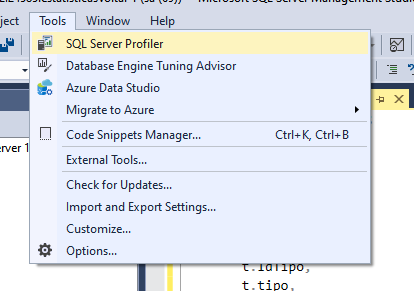 Microsoft SQL Server Management Studio
ject Tools Window Help
SQL Server Profiler
Database Engine Tuning Advisor
Azure Data Studio
Migrate to Azure
Code Snippets Manager... Ctrl+K, Ctrl+B
erver 1
External Tools...
Check for Updates...
Import and Export Settings...
Customize...
Options...
t.idTipo,
t.tipo,